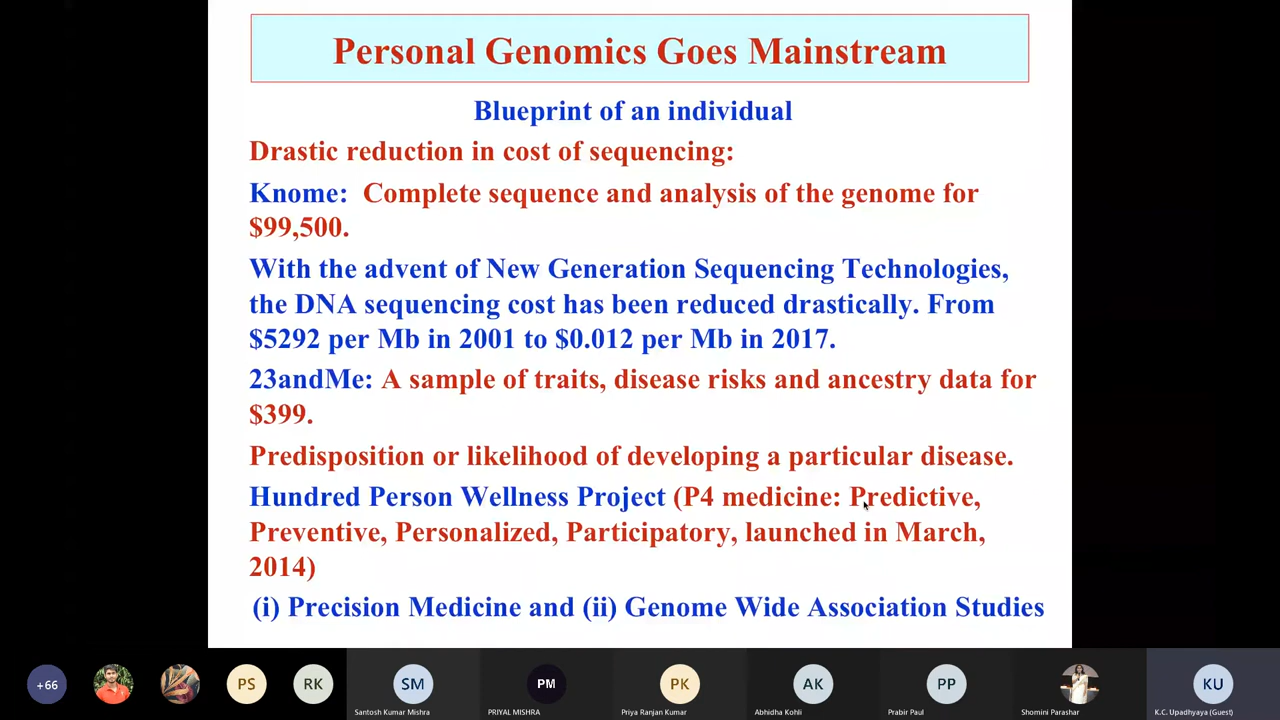 Personal Genomics Goes Mainstream
Blueprint of an individual
Drastic reduction in cost of sequencing:
Knome: Complete sequence and analysis of the genome for
$99,500.
With the advent of New Generation Sequencing Technologies,
the DNA sequencing cost has been reduced drastically. From
$5292 per Mb in 2001 to $0.012 per Mb in 2017.
23andMe: A sample of traits, disease risks and ancestry data for
$399.
Predisposition or likelihood of developing a particular disease.
Hundred Person Wellness Project (P4 medicine: Predictive,
Preventive, Personalized, Participatory, launched in March,
2014)
(i) Precision Medicine and (ii) Genome Wide Association Studies
+66 PS RK SM PM PK AK PP KU
Santosh Kumar Mishra PRIYAL MISHRA Priya Ranjan Kumar Abhidha Kohli Prabir Paul Shomini Parashar K.C. Upadhyaya (Guest)